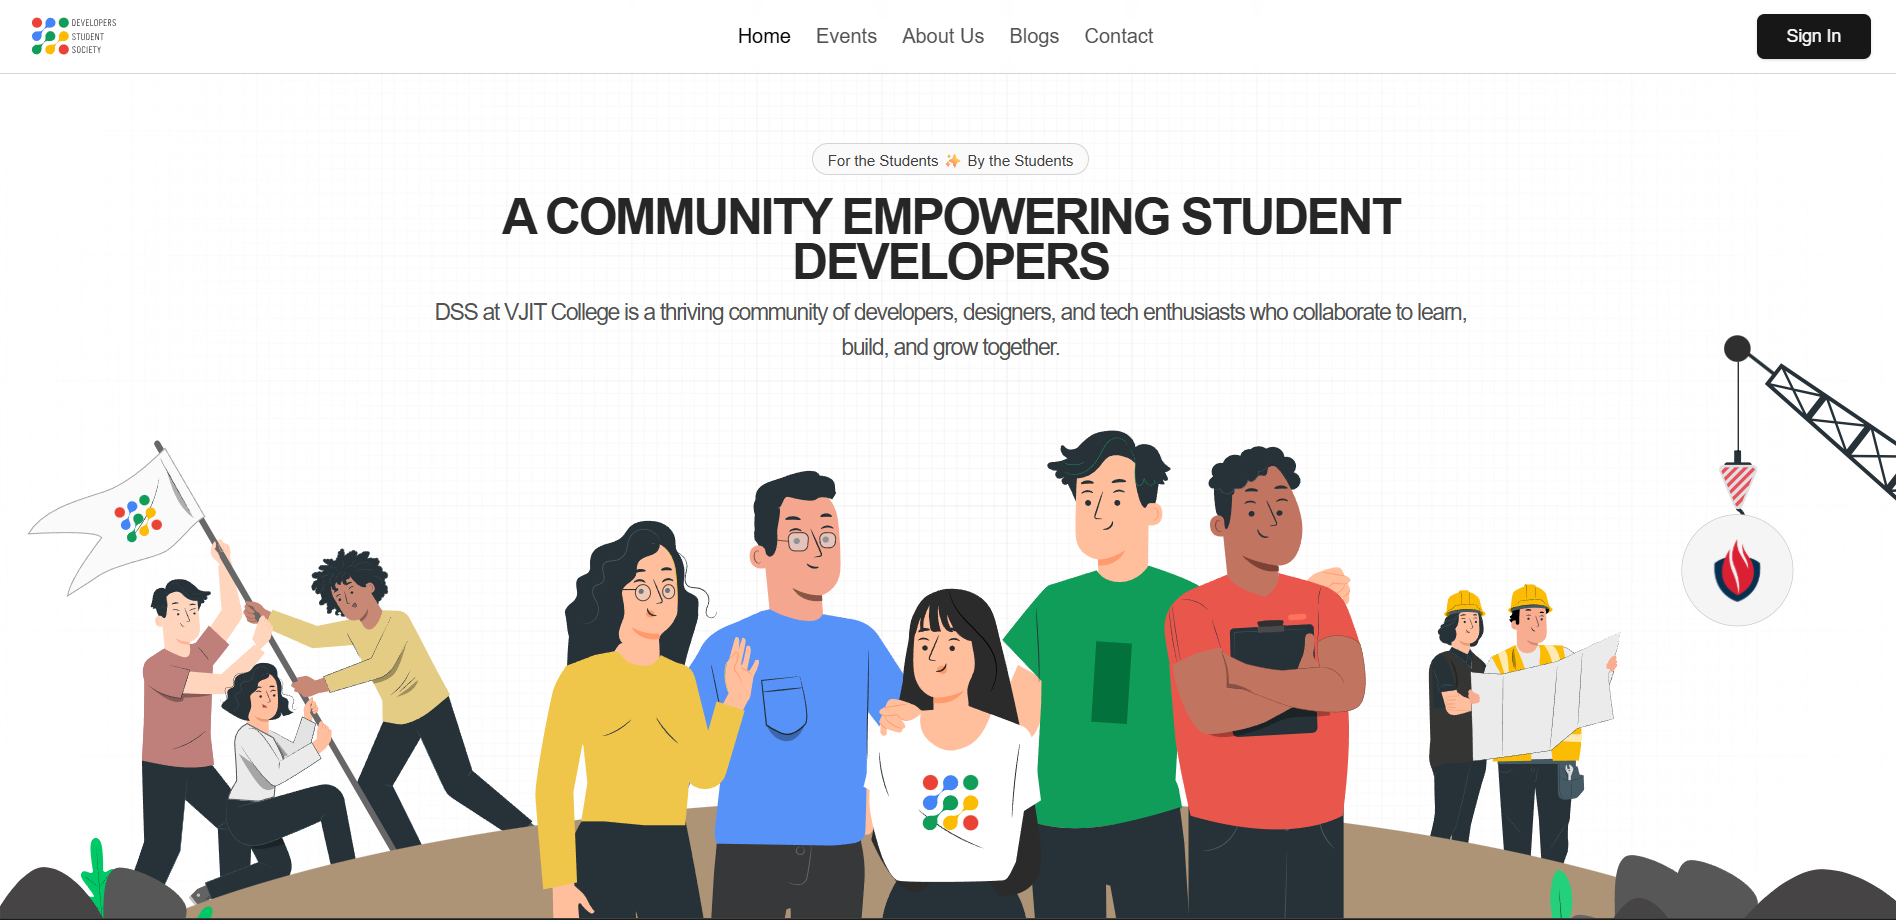 DEVELOPERS
STUDENT
SOCIETY
Home
Events
About Us
Blogs
Contact
Sign In
For the Students ✨ By the Students
A COMMUNITY EMPOWERING STUDENT
DEVELOPERS
DSS at VJIT College is a thriving community of developers, designers, and tech enthusiasts who collaborate to learn,
build, and grow together.